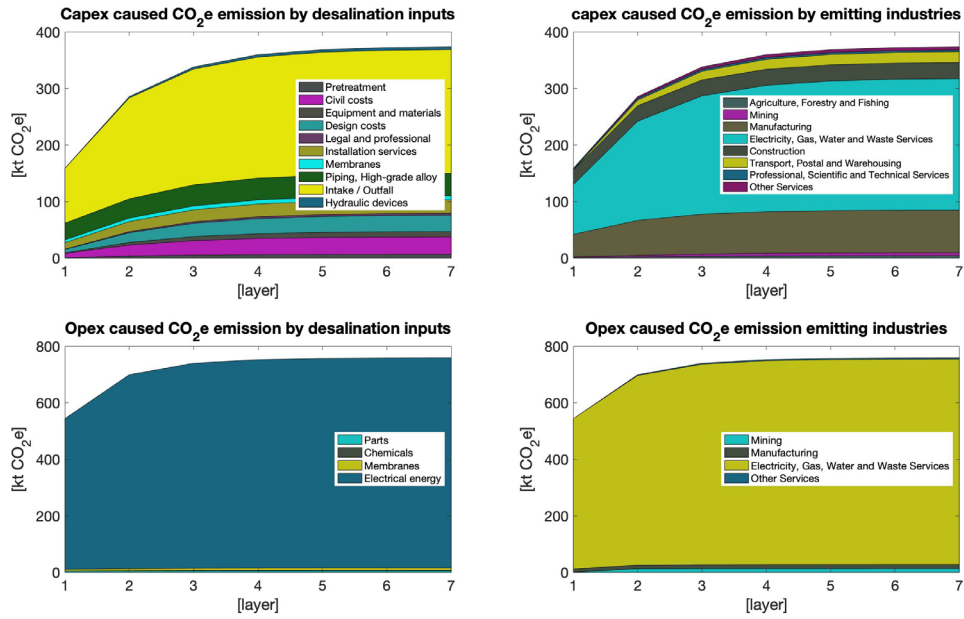 Capex caused CO2e emission by desalination inputs
400
300
200
100
0
[kt CO2e]
Pretreatment
Civil costs
Equipment and materials
Design costs
Legal and professional
Installation services
Membranes
Piping, High-grade alloy
Intake / Outfall
Hydraulic devices
1 2 3 4 5 6 7
[layer]
capex caused CO2e emission by emitting industries
400
300
200
100
0
[kt CO2e]
Agriculture, Forestry and Fishing
Mining
Manufacturing
Electricity, Gas, Water and Waste Services
Construction
Transport, Postal and Warehousing
Professional, Scientific and Technical Services
Other Services
1 2 3 4 5 6 7
[layer]
Opex caused CO2e emission by desalination inputs
800
600
400
200
0
[kt CO2e]
Parts
Chemicals
Membranes
Electrical energy
1 2 3 4 5 6 7
[layer]
Opex caused CO2e emission emitting industries
800
600
400
200
0
[kt CO2e]
Mining
Manufacturing
Electricity, Gas, Water and Waste Services
Other Services
1 2 3 4 5 6 7
[layer]